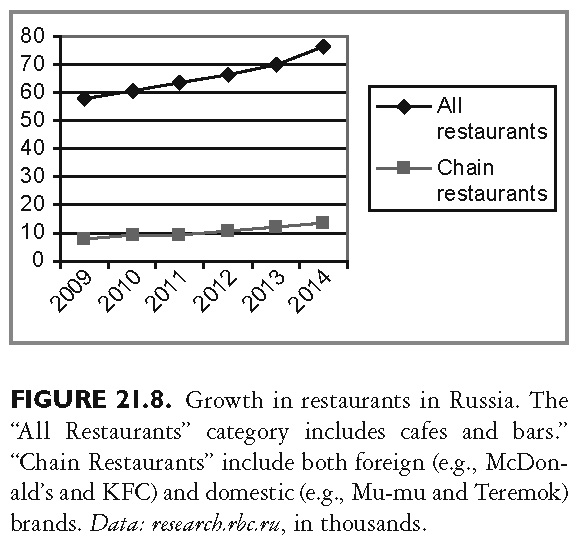 80
70
60
50
40
30
20
10
0
2009
2010
2011
2012
2013
2014
All
restaurants
Chain
restaurants
FIGURE 21.8. Growth in restaurants in Russia. The
“All Restaurants” category includes cafes and bars.”
“Chain Restaurants” include both foreign (e.g., McDon-
ald’s and KFC) and domestic (e.g., Mu-mu and Teremok)
brands. Data: research.rbc.ru, in thousands.